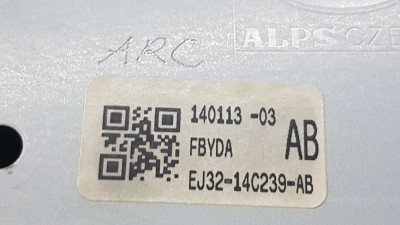 ARC
ALPS CZE
140113 -03
FBYDA
AB
EJ32-14C239-AB